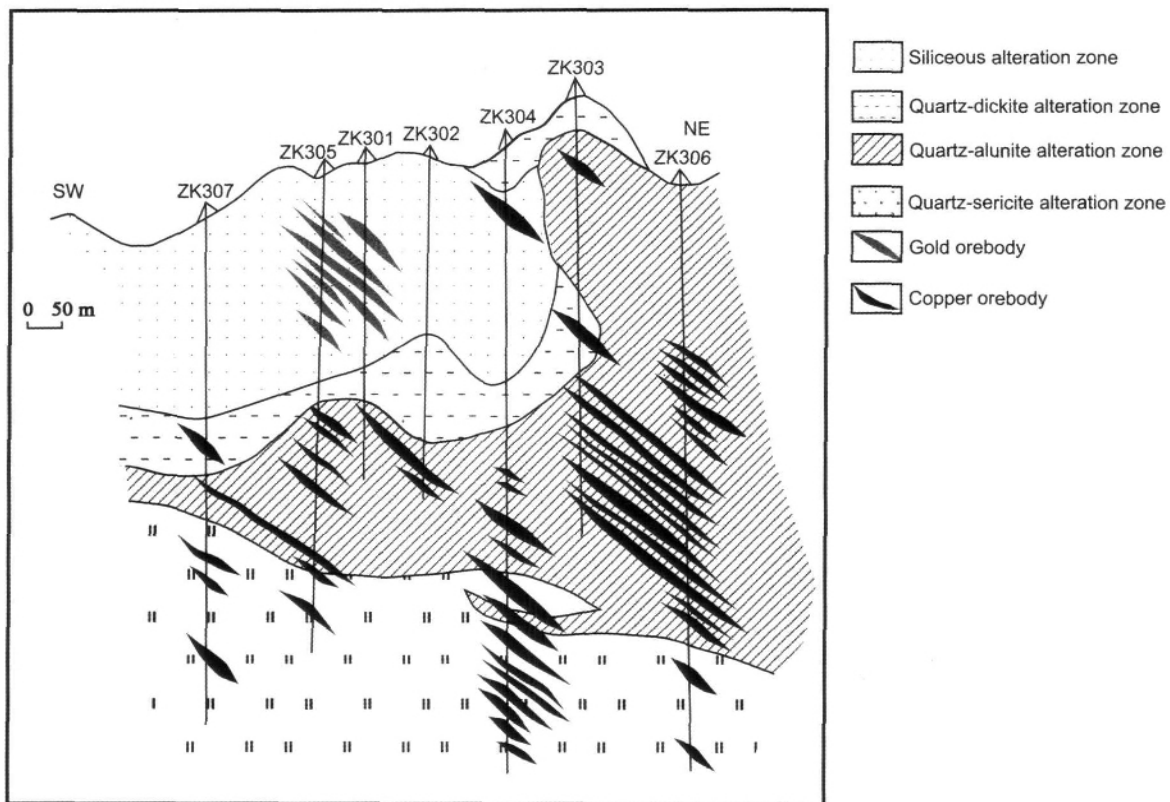 ZK303
ZK304
NE
ZK302
ZK301
ZK305
ZK306
SW
ZK307
0 50 m
Siliceous alteration zone
Quartz-dickite alteration zone
Quartz-alunite alteration zone
Quartz-sericite alteration zone
Gold orebody
Copper orebody